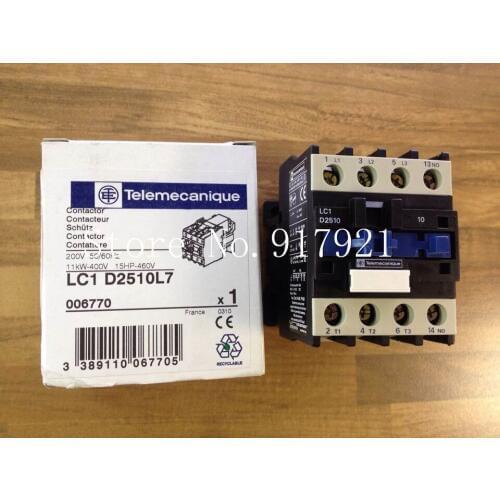 Telemecanique
Contactor
Contacteur
Schütz
Contactor
Contattore
200V 50/60Hz
11kW-400V 15HP-460V
LC1 D2510L7
006770
x 1
France 0310
CE
RECYCLABLE
3 389110 067705
1 L1 3 L2 5 L3 13 NO
LC1
D2510
10
Telemecanique
2 T1 4 T2 6 T3 14 NO
Store No. 917921